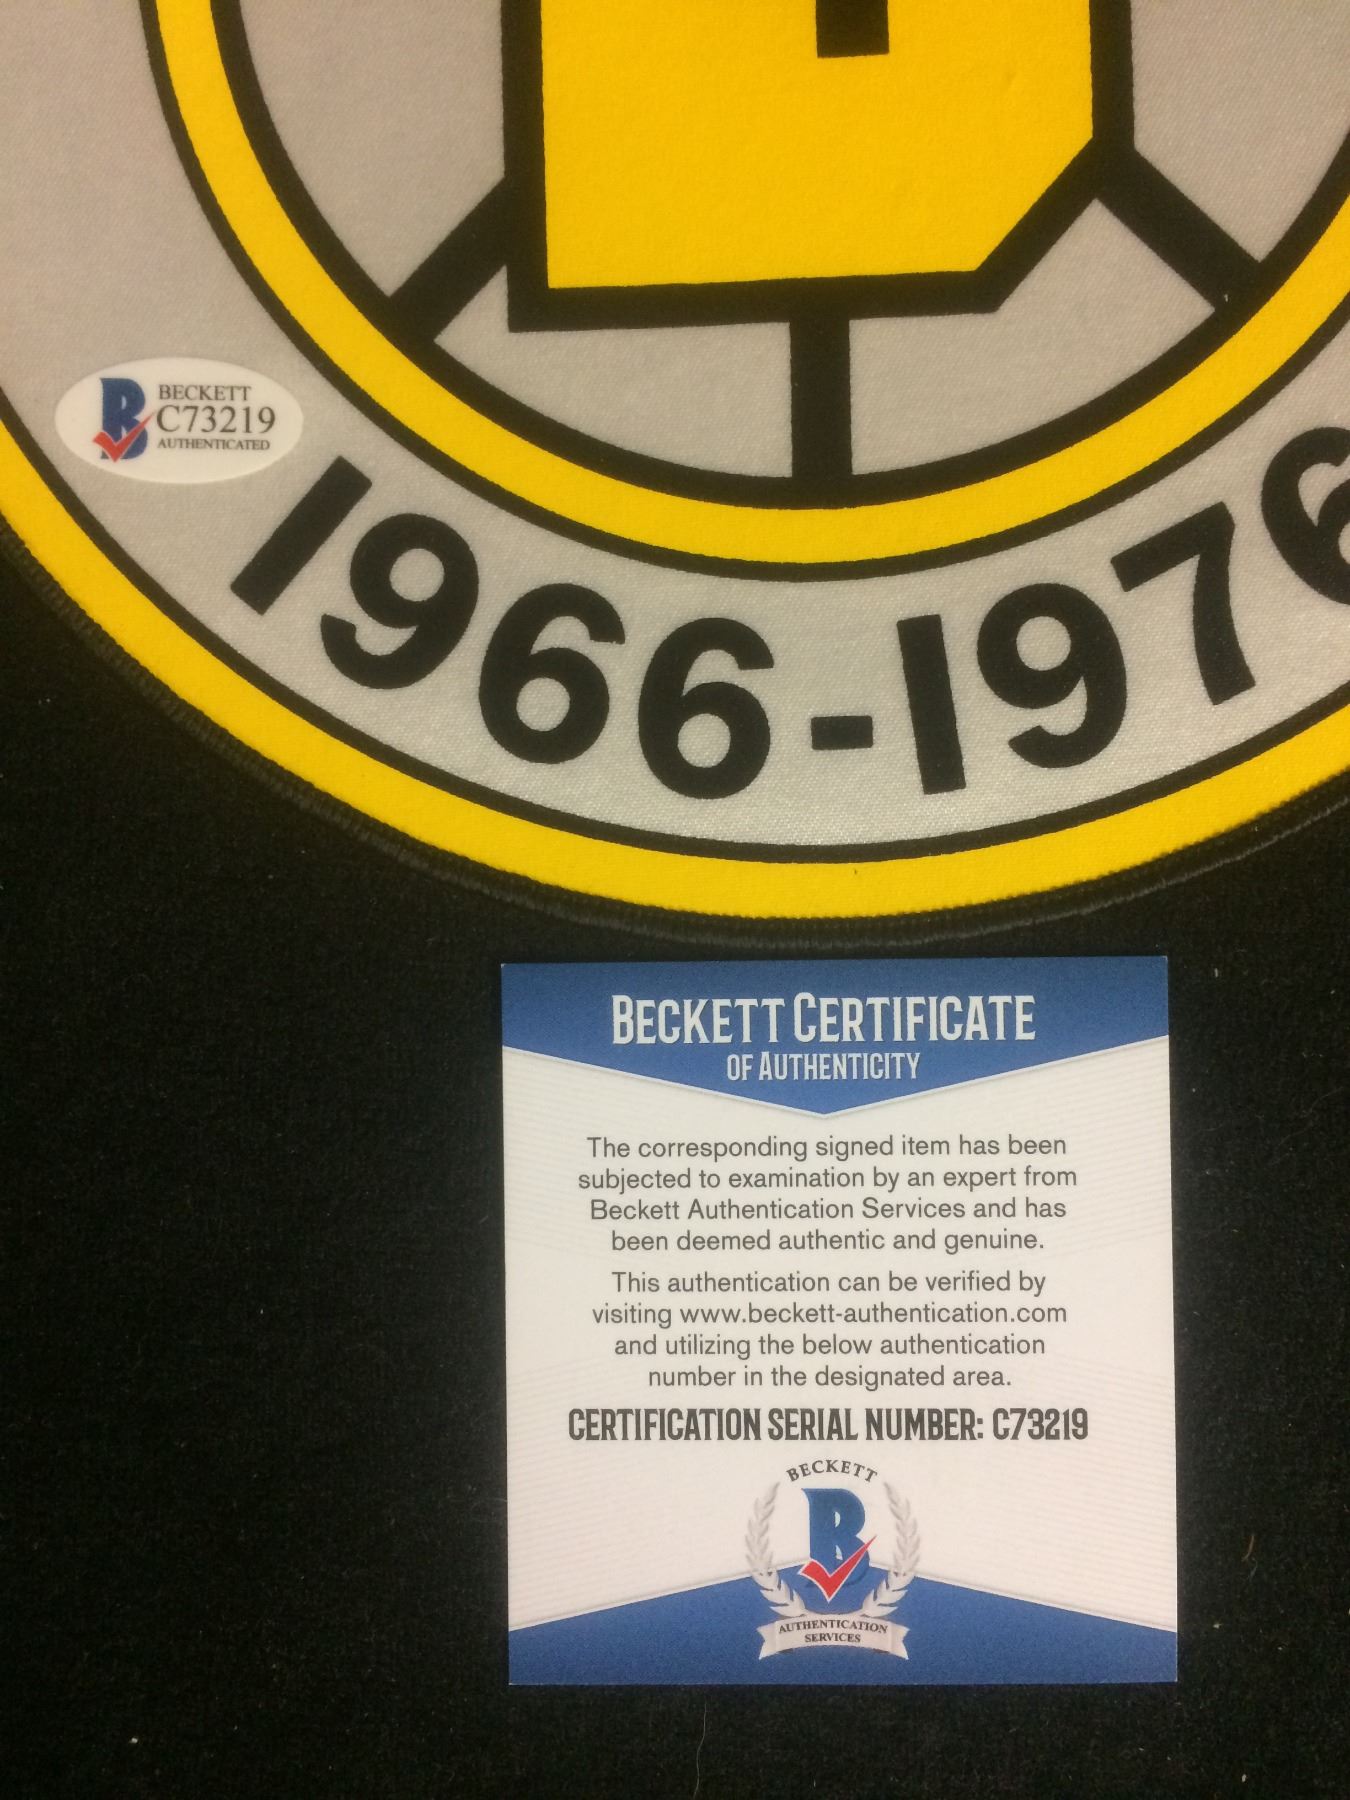 BECKETT
C73219
AUTHENTICATED
1966-1976
BECKETT CERTIFICATE
OF AUTHENTICITY
The corresponding signed item has been
subjected to examination by an expert from
Beckett Authentication Services and has
been deemed authentic and genuine.
This authentication can be verified by
visiting www.beckett-authentication.com
and utilizing the below authentication
number in the designated area.
CERTIFICATION SERIAL NUMBER: C73219
BECKETT
B
AUTHENTICATION
SERVICES